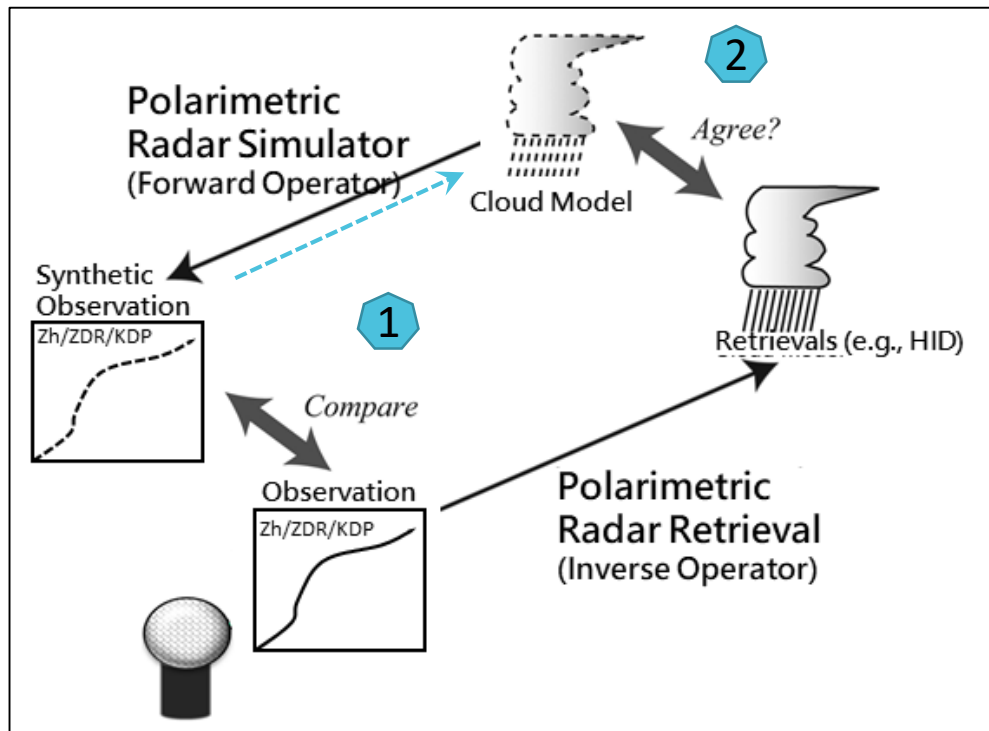 2
Polarimetric
Radar Simulator
(Forward Operator)
Agree?
Cloud Model
Synthetic
Observation
Zh/ZDR/KDP
1
Retrievals (e.g., HID)
Compare
Observation
Zh/ZDR/KDP
Polarimetric
Radar Retrieval
(Inverse Operator)